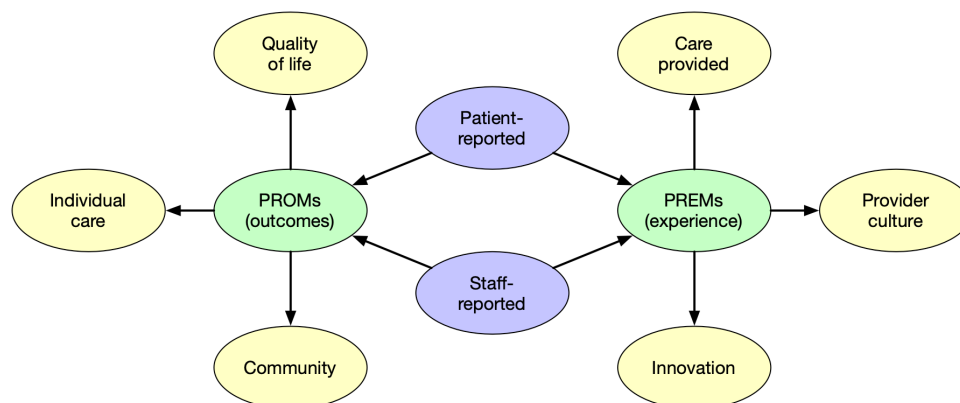 Quality
of life
Care
provided
Patient-
reported
Individual
care
PROMs
(outcomes)
PREMs
(experience)
Provider
culture
Staff-
reported
Community
Innovation